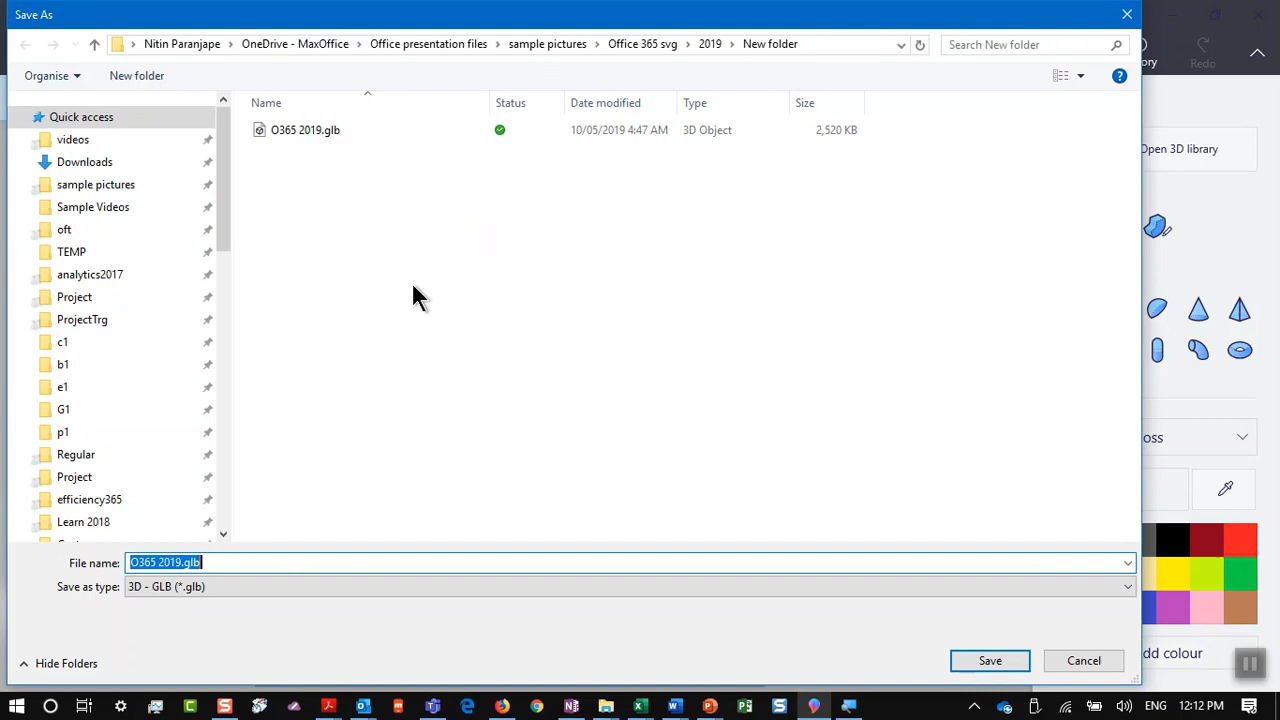 Save As
Nitin Paranjape OneDrive - MaxOffice Office presentation files sample pictures Office 365 svg 2019 New folder Search New folder
ory Redo
Organise New folder
Name Status Date modified Type Size
O365 2019.glb 10/05/2019 4:47 AM 3D Object 2,520 KB
Quick access
videos
Downloads
sample pictures
Sample Videos
oft
TEMP
analytics2017
Project
ProjectTrg
c1
b1
e1
G1
p1
Regular
Project
efficiency365
Learn 2018
Open 3D library
oss
File name: O365 2019.glb
Save as type: 3D - GLB (*.glb)
dd colour
Hide Folders Save Cancel
ENG 12:12 PM